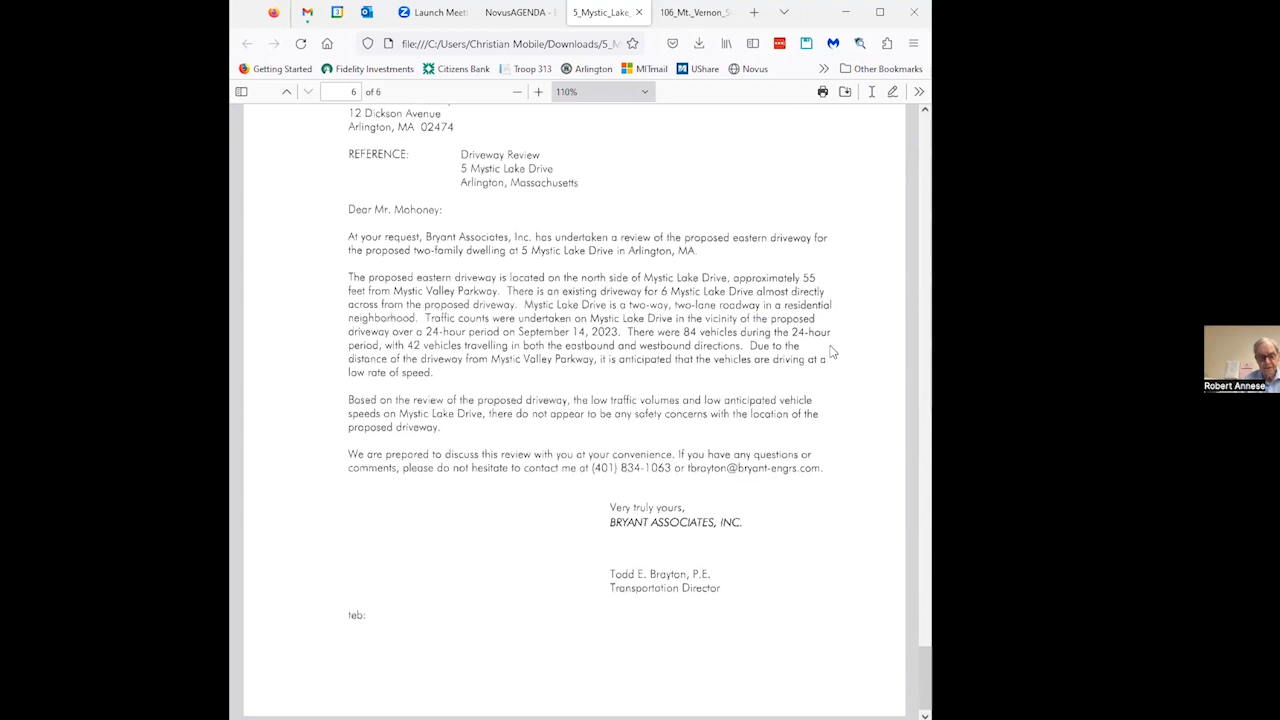 Launch Meeti
NovusAGENDA -
5_Mystic_Lake_
106_Mt._Vernon_S
file:///C:/Users/Christian Mobile/Downloads/5_M
Getting Started
Fidelity Investments
Citizens Bank
Troop 313
Arlington
MITmail
UShare
Novus
Other Bookmarks
6 of 6
110%
12 Dickson Avenue
Arlington, MA 02474
REFERENCE: Driveway Review
5 Mystic Lake Drive
Arlington, Massachusetts
Dear Mr. Mohoney:
At your request, Bryant Associates, Inc. has undertaken a review of the proposed eastern driveway for
the proposed two-family dwelling at 5 Mystic Lake Drive in Arlington, MA.
The proposed eastern driveway is located on the north side of Mystic Lake Drive, approximately 55
feet from Mystic Valley Parkway. There is an existing driveway for 6 Mystic Lake Drive almost directly
across from the proposed driveway. Mystic Lake Drive is a two-way, two-lane roadway in a residential
neighborhood. Traffic counts were undertaken on Mystic Lake Drive in the vicinity of the proposed
driveway over a 24-hour period on September 14, 2023. There were 84 vehicles during the 24-hour
period, with 42 vehicles travelling in both the eastbound and westbound directions. Due to the
distance of the driveway from Mystic Valley Parkway, it is anticipated that the vehicles are driving at a
low rate of speed.
Based on the review of the proposed driveway, the low traffic volumes and low anticipated vehicle
speeds on Mystic Lake Drive, there do not appear to be any safety concerns with the location of the
proposed driveway.
We are prepared to discuss this review with you at your convenience. If you have any questions or
comments, please do not hesitate to contact me at (401) 834-1063 or tbrayton@bryant-engrs.com.
Very truly yours,
BRYANT ASSOCIATES, INC.
Todd E. Brayton, P.E.
Transportation Director
teb:
Robert Annese